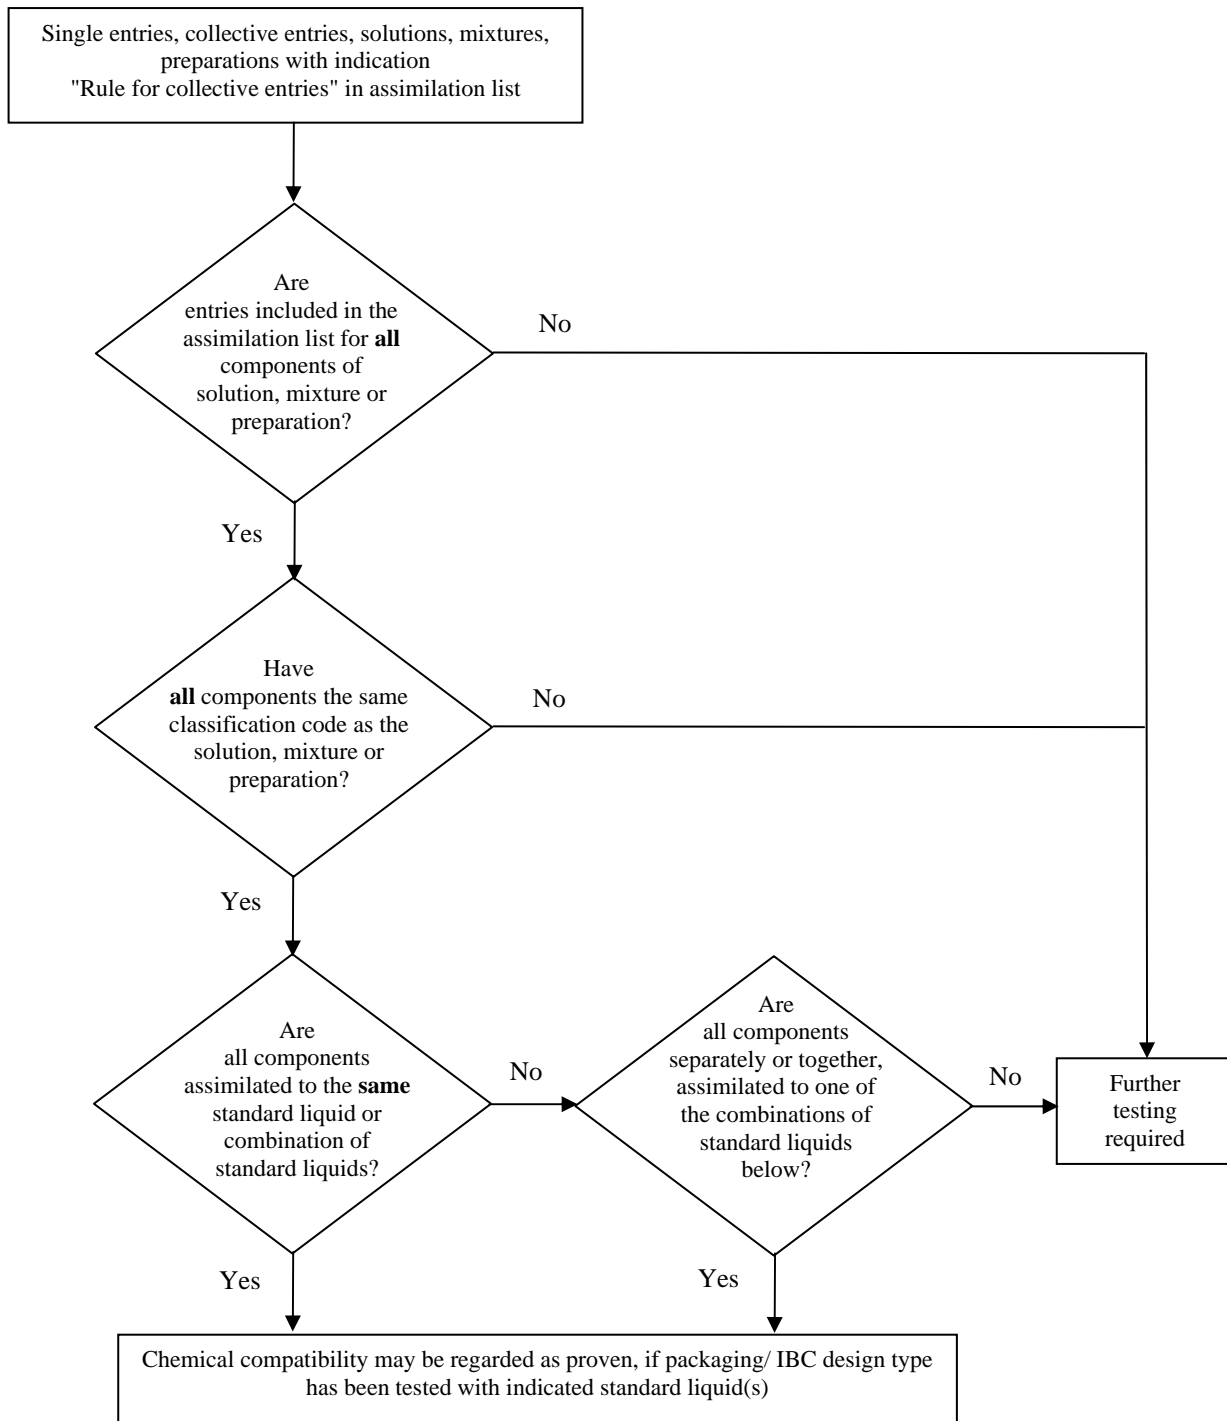 Single entries, collective entries, solutions, mixtures,
preparations with indication
"Rule for collective entries" in assimilation list
Are
entries included in the
assimilation list for all
components of
solution, mixture or
preparation?
No
Yes
Have
all components the same
classification code as the
solution, mixture or
preparation?
No
Yes
Are
all components
assimilated to the same
standard liquid or
combination of
standard liquids?
No
Are
all components
separately or together,
assimilated to one of
the combinations of
standard liquids
below?
No
Further
testing
required
Yes
Yes
Chemical compatibility may be regarded as proven, if packaging/ IBC design type
has been tested with indicated standard liquid(s)